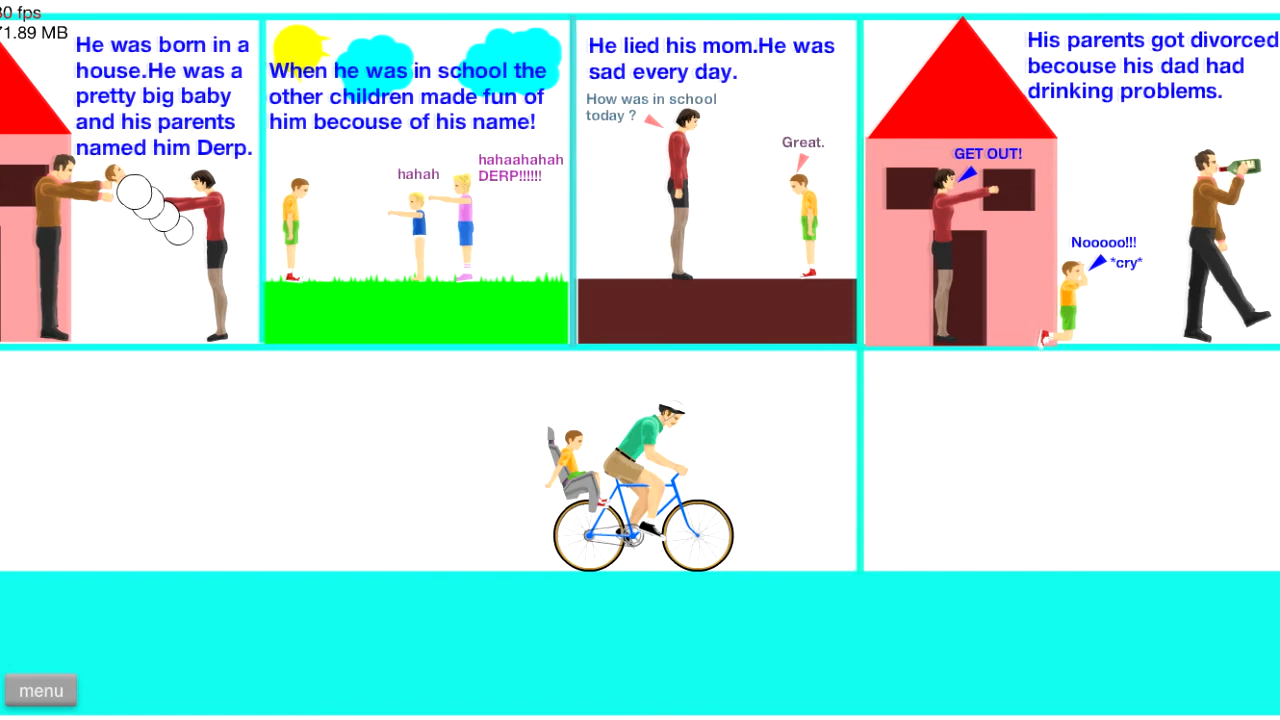 30 fps
71.89 MB
He was born in a
house.He was a
pretty big baby
and his parents
named him Derp.
When he was in school the
other children made fun of
him becouse of his name!
hahah
hahaahahah
DERP!!!!!!
He lied his mom.He was
sad every day.
How was in school
today ?
Great.
His parents got divorced
becouse his dad had
drinking problems.
GET OUT!
Nooooo!!!
*cry*
menu